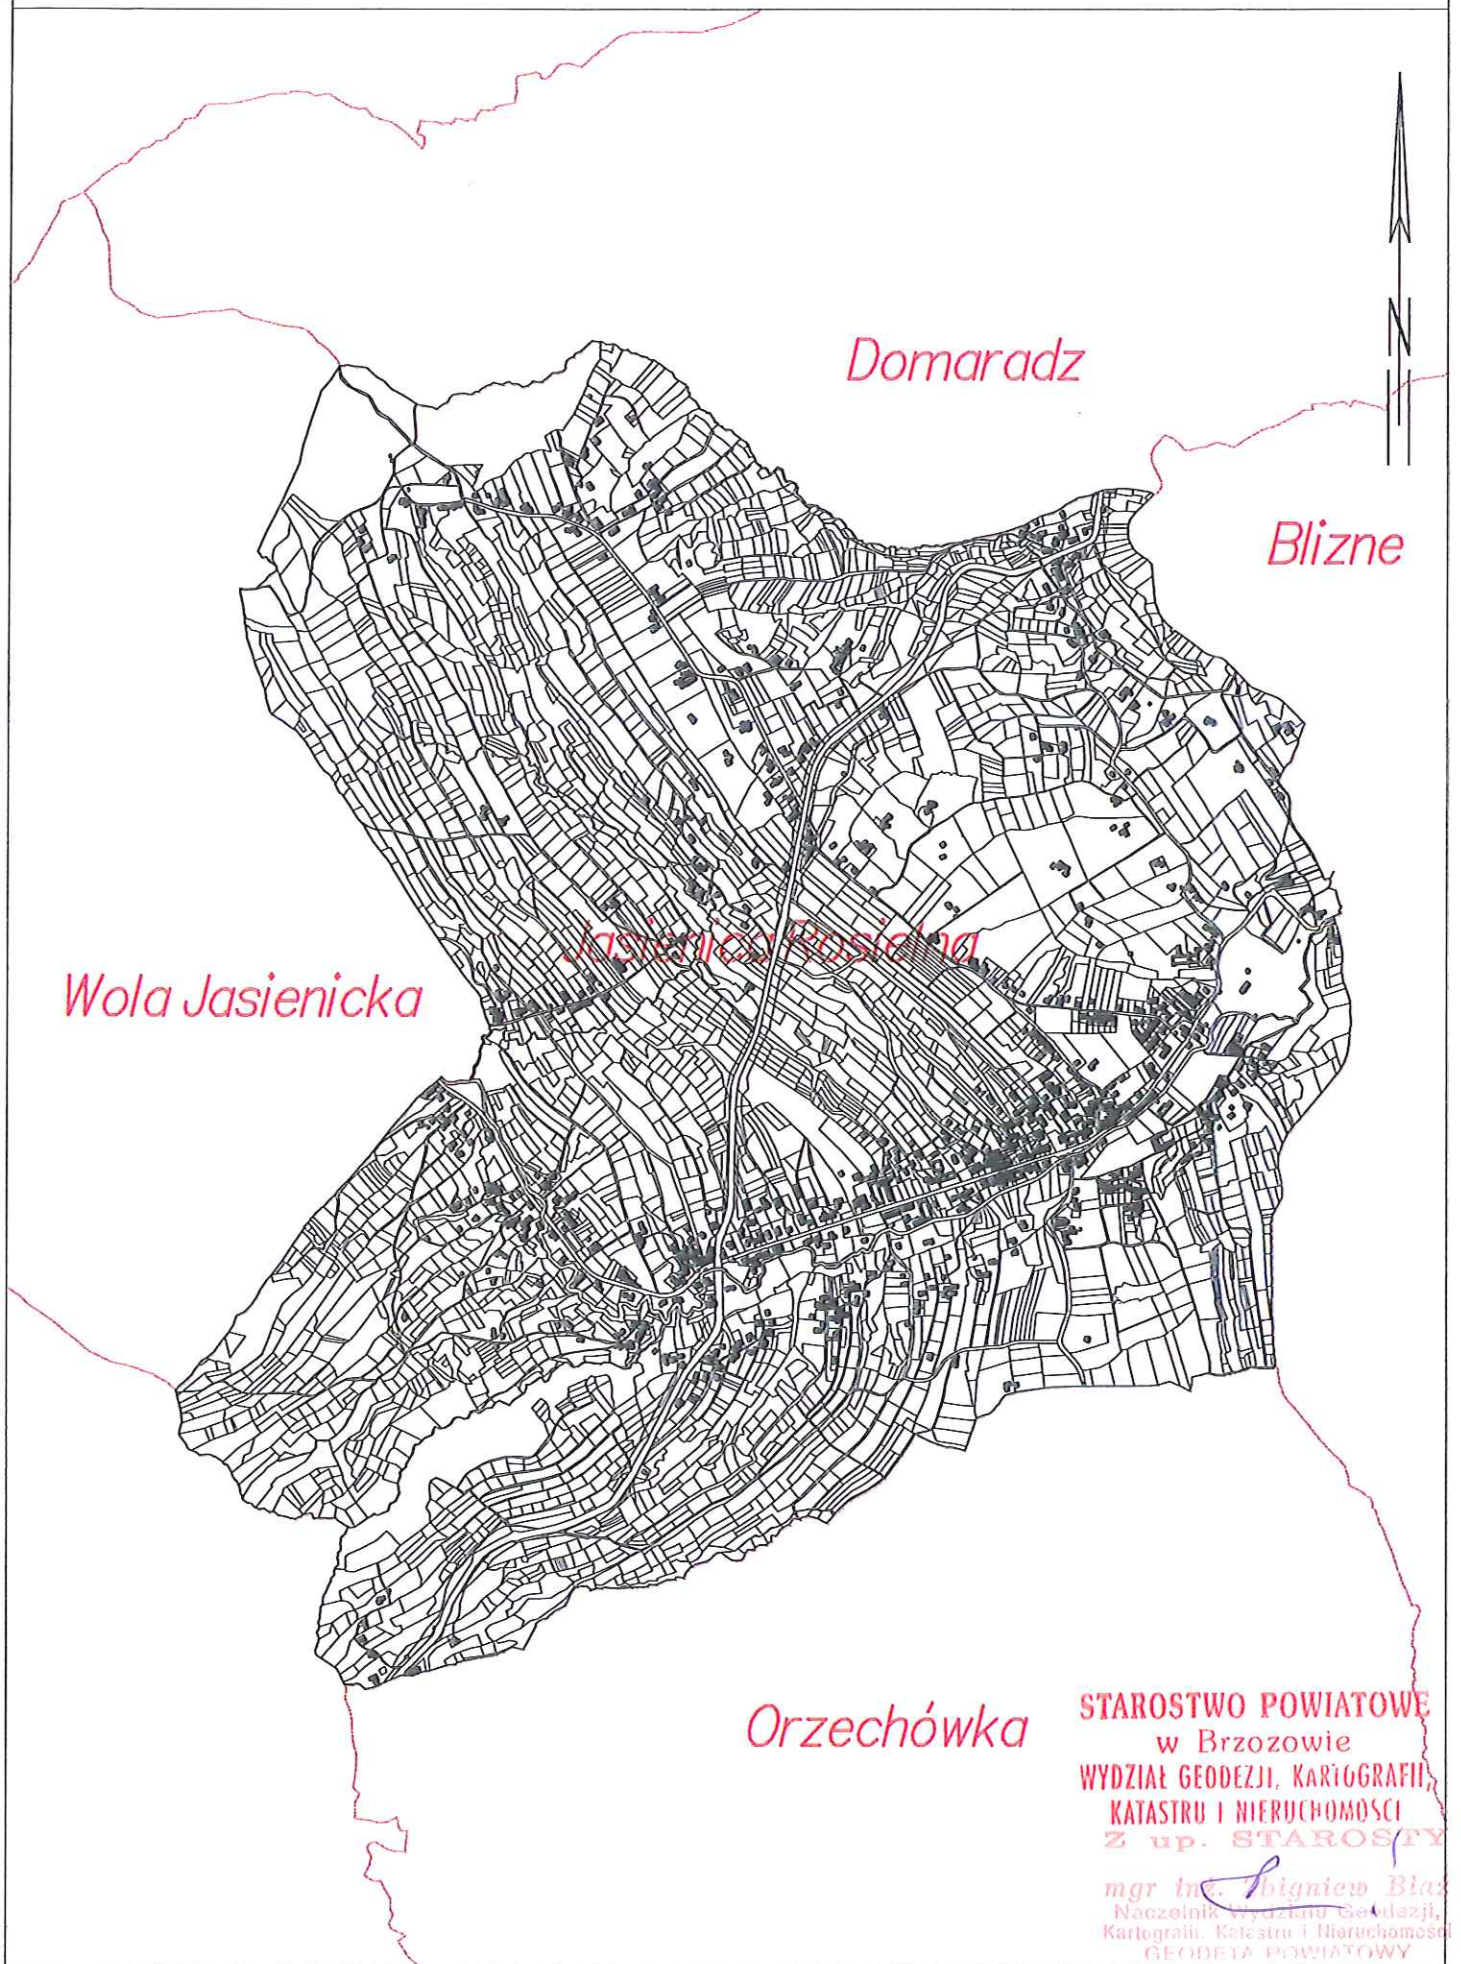 N
Domaradz
Blizne
Jasienica Rosielna
Wola Jasienicka
Orzechówka
STAROSTWO POWIATOWE
w Brzozowie
WYDZIAŁ GEODEZJI, KARTOGRAFII,
KATASTRU I NIERUCHOMOŚCI
Z up. STAROSTY
mgr inż. Zbigniew Błaż
Naczelnik Wydziału Geodezji,
Kartografii, Katastru i Nieruchomości
GEODETA POWIATOWY